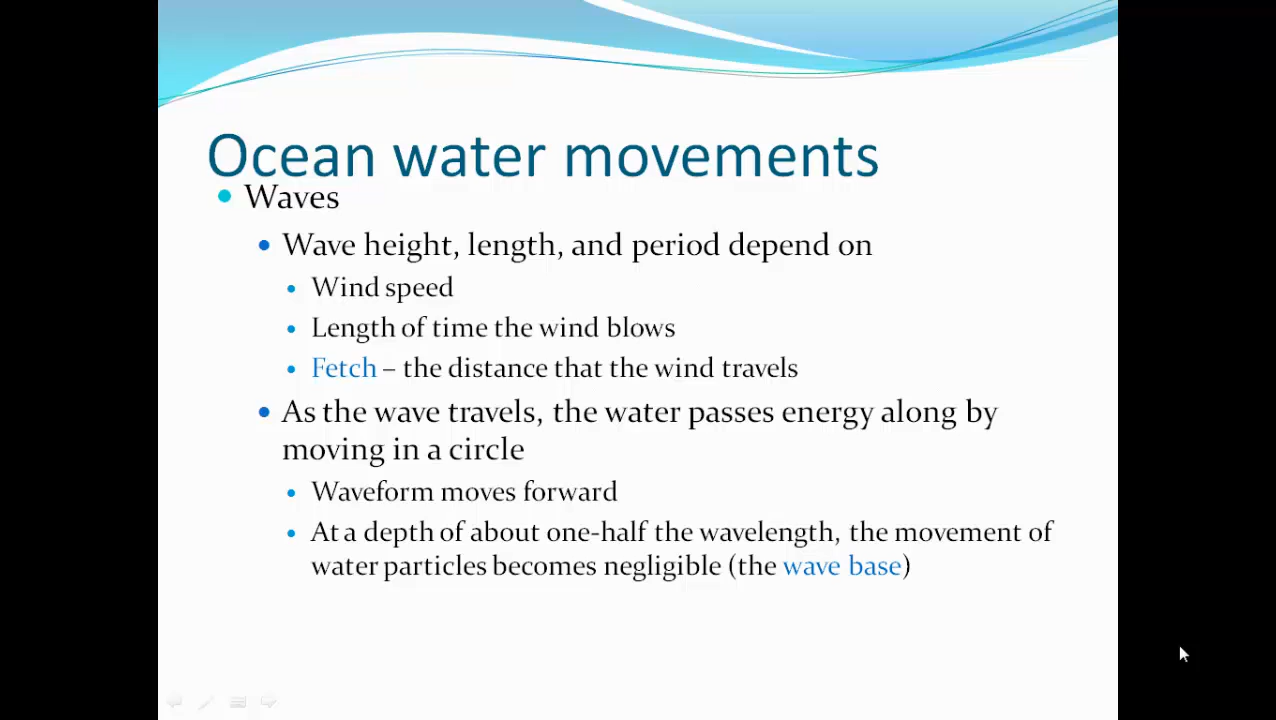 Ocean water movements
• Waves
• Wave height, length, and period depend on
• Wind speed
• Length of time the wind blows
• Fetch – the distance that the wind travels
• As the wave travels, the water passes energy along by
moving in a circle
• Waveform moves forward
• At a depth of about one-half the wavelength, the movement of
water particles becomes negligible (the wave base)